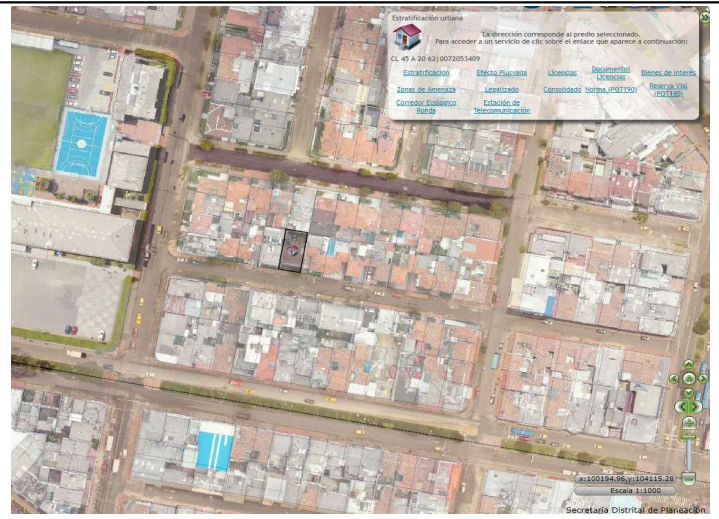 Estratificación urbana
La dirección corresponde al predio seleccionado.
Para acceder a un servicio de clic sobre el enlace que aparece a continuación:
CL 45 A 20 62|0072053409
Estratificación Efecto Plusvalía Licencias Documentos Licencias Bienes de Interés
Zonas de Amenaza Legalizado Consolidado Norma (POT190) Reserva Vial (POT190)
Corredor Ecológico Ronda Estación de Telecomunicación
x:100194.96,y:104115.28
Escala 1:1000
Secretaría Distrital de Planeación